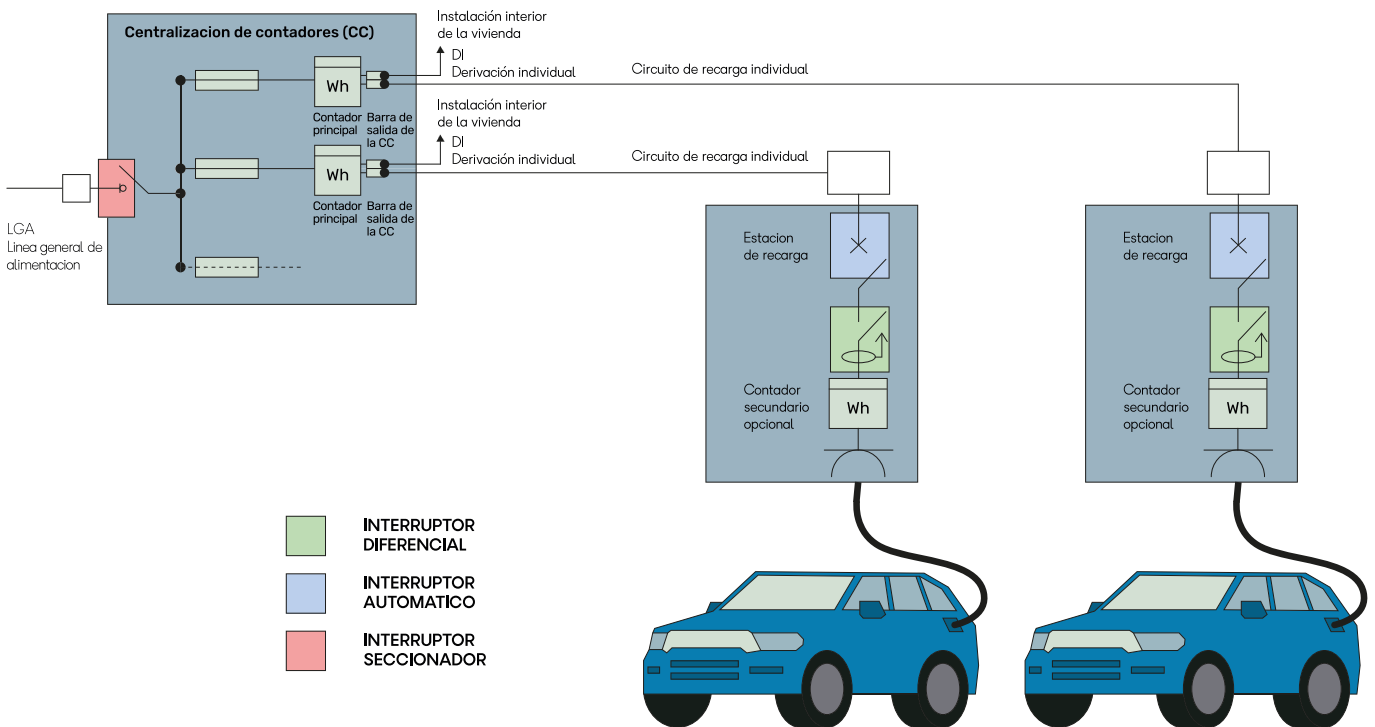 Centralizacion de contadores (CC)
Instalación interior
de la vivienda
DI
Derivación individual
Circuito de recarga individual
Wh
Contador
principal
Barra de
salida de
la CC
Instalación interior
de la vivienda
DI
Derivación individual
Circuito de recarga individual
Wh
Contador
principal
Barra de
salida de
la CC
LGA
Linea general de
alimentacion
Estacion
de recarga
Contador
secundario
opcional
Wh
Estacion
de recarga
Contador
secundario
opcional
Wh
INTERRUPTOR
DIFERENCIAL
INTERRUPTOR
AUTOMATICO
INTERRUPTOR
SECCIONADOR